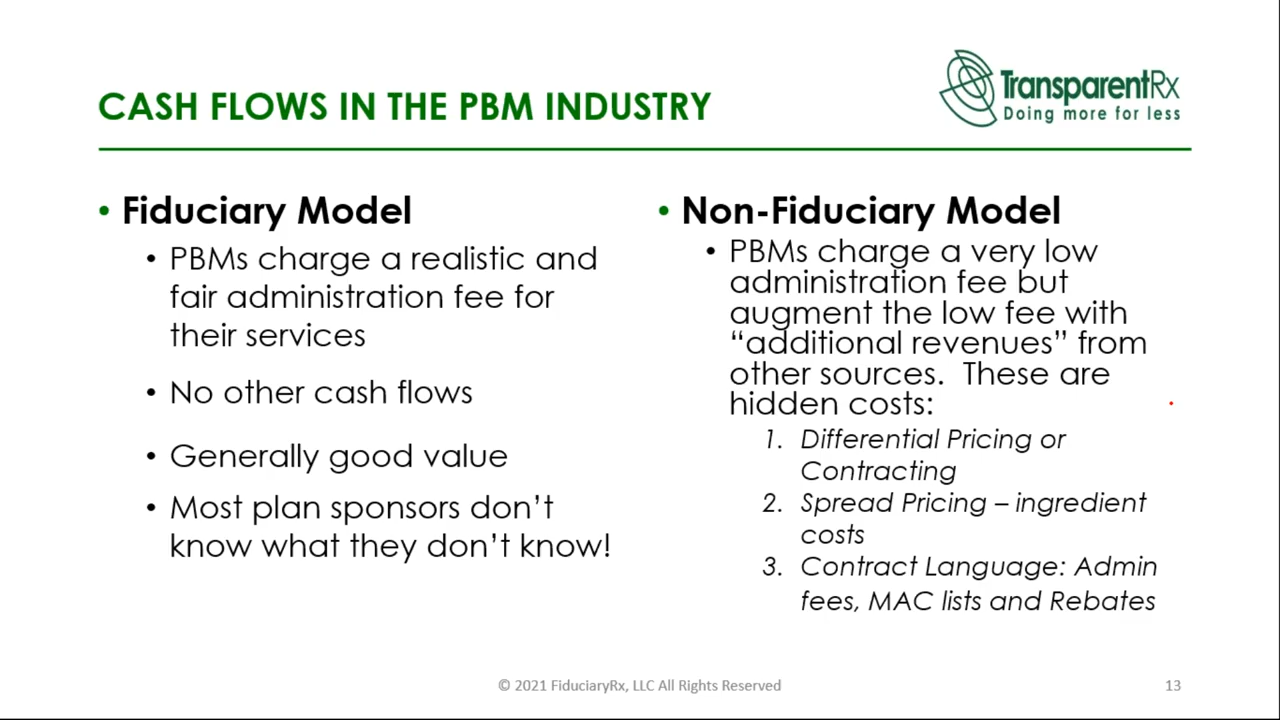 CASH FLOWS IN THE PBM INDUSTRY
TransparentRx
Doing more for less
• Fiduciary Model
• PBMs charge a realistic and
fair administration fee for
their services
• No other cash flows
• Generally good value
• Most plan sponsors don’t
know what they don’t know!
• Non-Fiduciary Model
• PBMs charge a very low
administration fee but
augment the low fee with
“additional revenues” from
other sources.  These are
hidden costs:
1. Differential Pricing or
Contracting
2. Spread Pricing – ingredient
costs
3. Contract Language: Admin
fees, MAC lists and Rebates
© 2021 FiduciaryRx, LLC All Rights Reserved
13